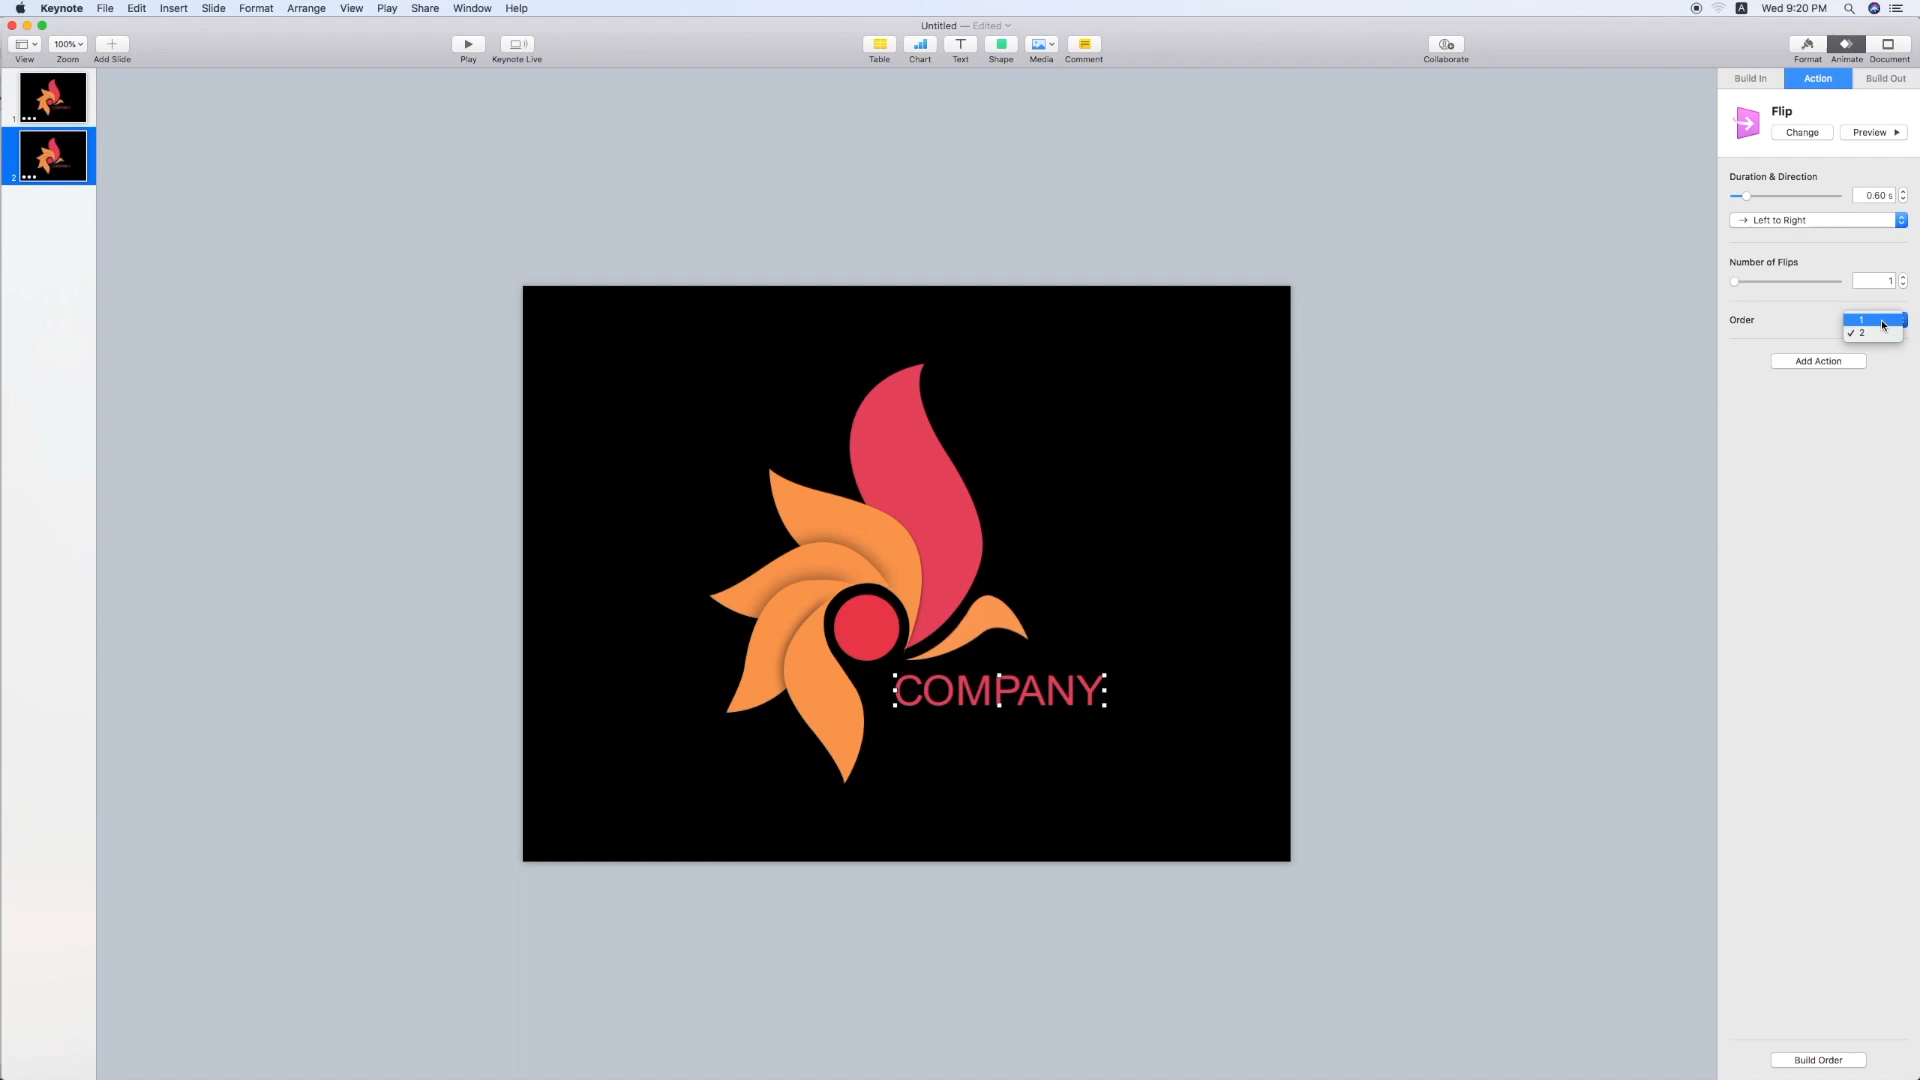 Keynote File Edit Insert Slide Format Arrange View Play Share Window Help A Wed 9:20 PM
Untitled — Edited
100%
View Zoom Add Slide Play Keynote Live Table Chart Text Shape Media Comment Collaborate Format Animate Document
Build In Action Build Out
Flip
Change Preview
Duration & Direction
0.60 s
Left to Right
Number of Flips
1
Order
1
2
Add Action
1
2
COMPANY
Build Order